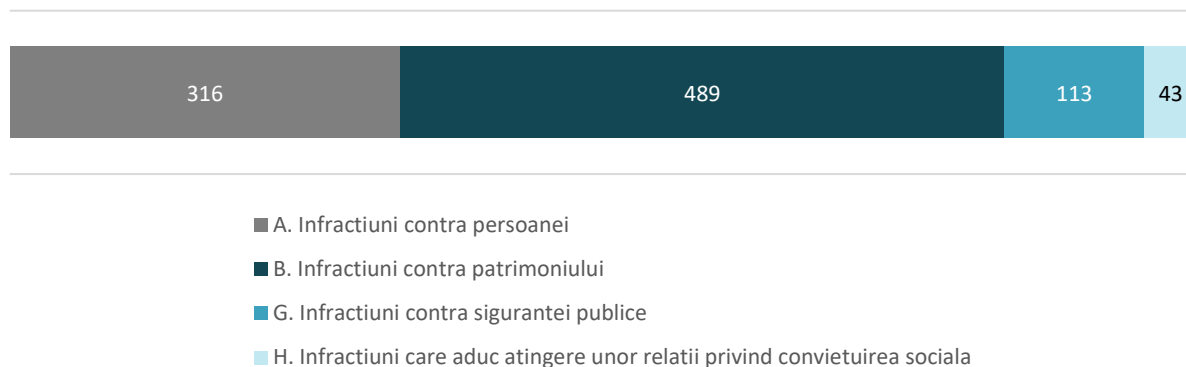 316 489 113 43
A. Infractiuni contra persoanei
B. Infractiuni contra patrimoniului
G. Infractiuni contra sigurantei publice
H. Infractiuni care aduc atingere unor relatii privind convietuirea sociala